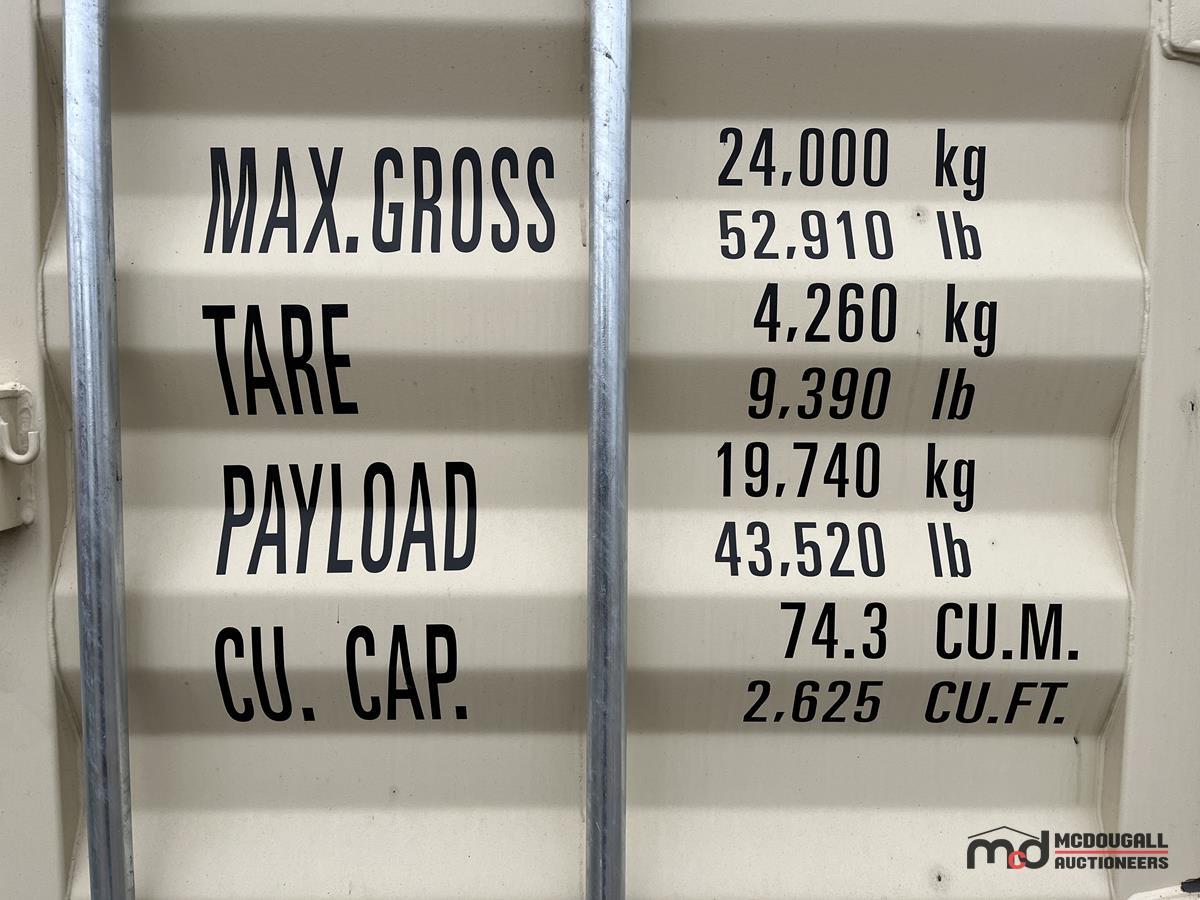 MAX.GROSS 24,000 kg
52,910 lb
TARE 4,260 kg
9,390 lb
PAYLOAD 19,740 kg
43,520 lb
CU. CAP. 74.3 CU.M.
2,625 CU.FT.
mcd MCDOUGALL
AUCTIONEERS